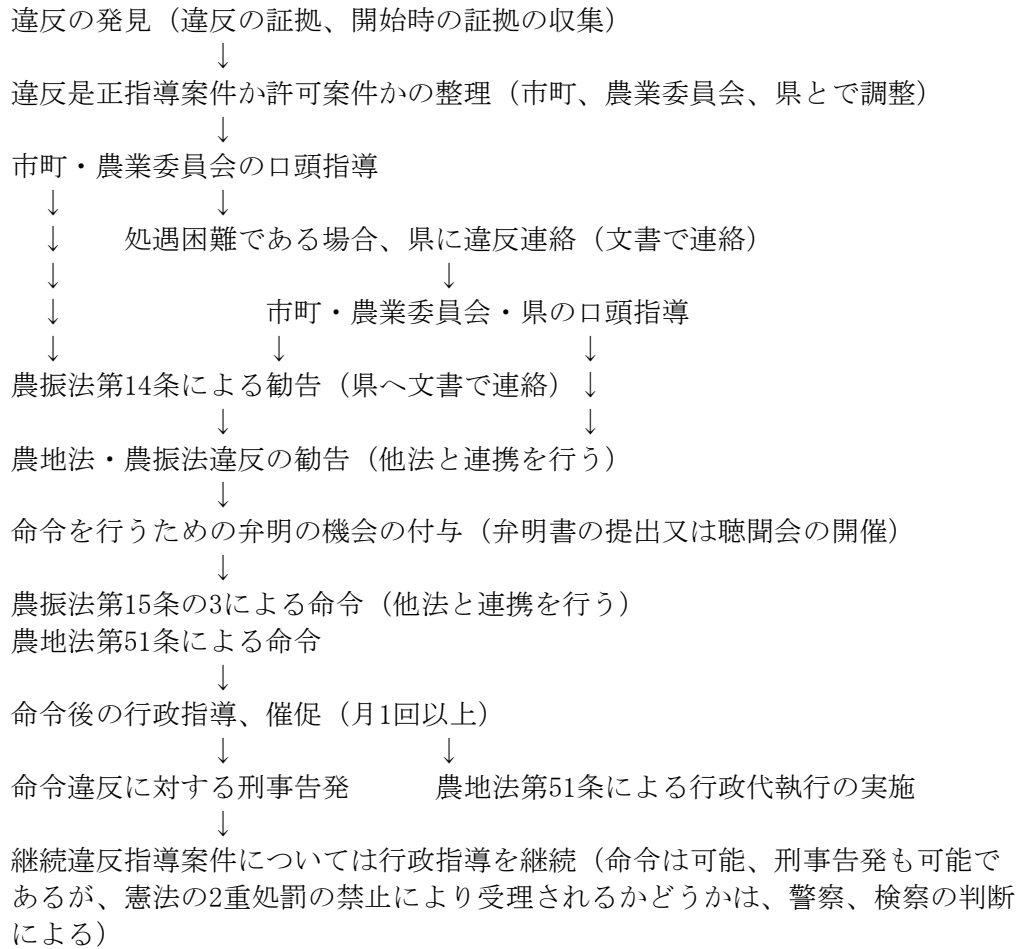 違反の発見（違反の証拠、開始時の証拠の収集）
↓
違反是正指導案件か許可案件かの整理（市町、農業委員会、県とで調整）
↓
市町・農業委員会の口頭指導
↓ ↓
↓ 処遇困難である場合、県に違反連絡（文書で連絡）
↓ ↓
↓ 市町・農業委員会・県の口頭指導
↓ ↓ ↓
農振法第14条による勧告（県へ文書で連絡）↓
↓ ↓
農地法・農振法違反の勧告（他法と連携を行う）
↓
命令を行うための弁明の機会の付与（弁明書の提出又は聴聞会の開催）
↓
農振法第15条の3による命令（他法と連携を行う）
農地法第51条による命令
↓
命令後の行政指導、催促（月1回以上）
↓ ↓
命令違反に対する刑事告発 農地法第51条による行政代執行の実施
↓
継続違反指導案件については行政指導を継続（命令は可能、刑事告発も可能で
あるが、憲法の2重処罰の禁止により受理されるかどうかは、警察、検察の判断
による）